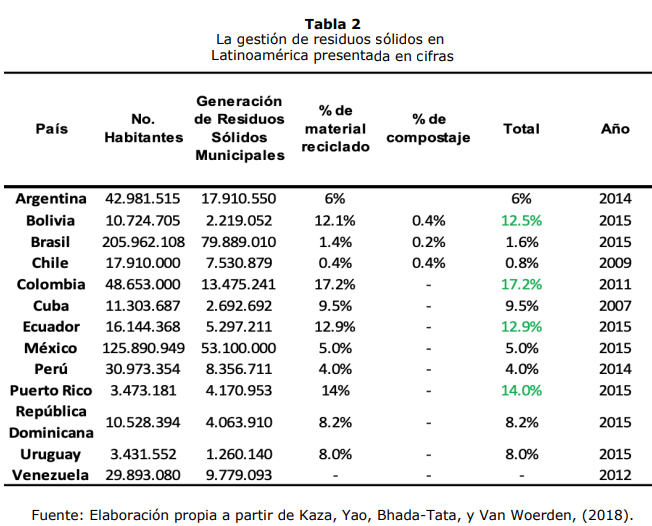 Tabla 2
La gestión de residuos sólidos en
Latinoamérica presentada en cifras
País No. Habitantes Generación de Residuos Sólidos Municipales % de material reciclado % de compostaje Total Año
Argentina 42.981.515 17.910.550 6% 6% 2014
Bolivia 10.724.705 2.219.052 12.1% 0.4% 12.5% 2015
Brasil 205.962.108 79.889.010 1.4% 0.2% 1.6% 2015
Chile 17.910.000 7.530.879 0.4% 0.4% 0.8% 2009
Colombia 48.653.000 13.475.241 17.2% - 17.2% 2011
Cuba 11.303.687 2.692.692 9.5% - 9.5% 2007
Ecuador 16.144.368 5.297.211 12.9% - 12.9% 2015
México 125.890.949 53.100.000 5.0% - 5.0% 2015
Perú 30.973.354 8.356.711 4.0% - 4.0% 2014
Puerto Rico 3.473.181 4.170.953 14% - 14.0% 2015
República Dominicana 10.528.394 4.063.910 8.2% - 8.2% 2015
Uruguay 3.431.552 1.260.140 8.0% - 8.0% 2015
Venezuela 29.893.080 9.779.093 - - - 2012
Fuente: Elaboración propia a partir de Kaza, Yao, Bhada-Tata, y Van Woerden, (2018).